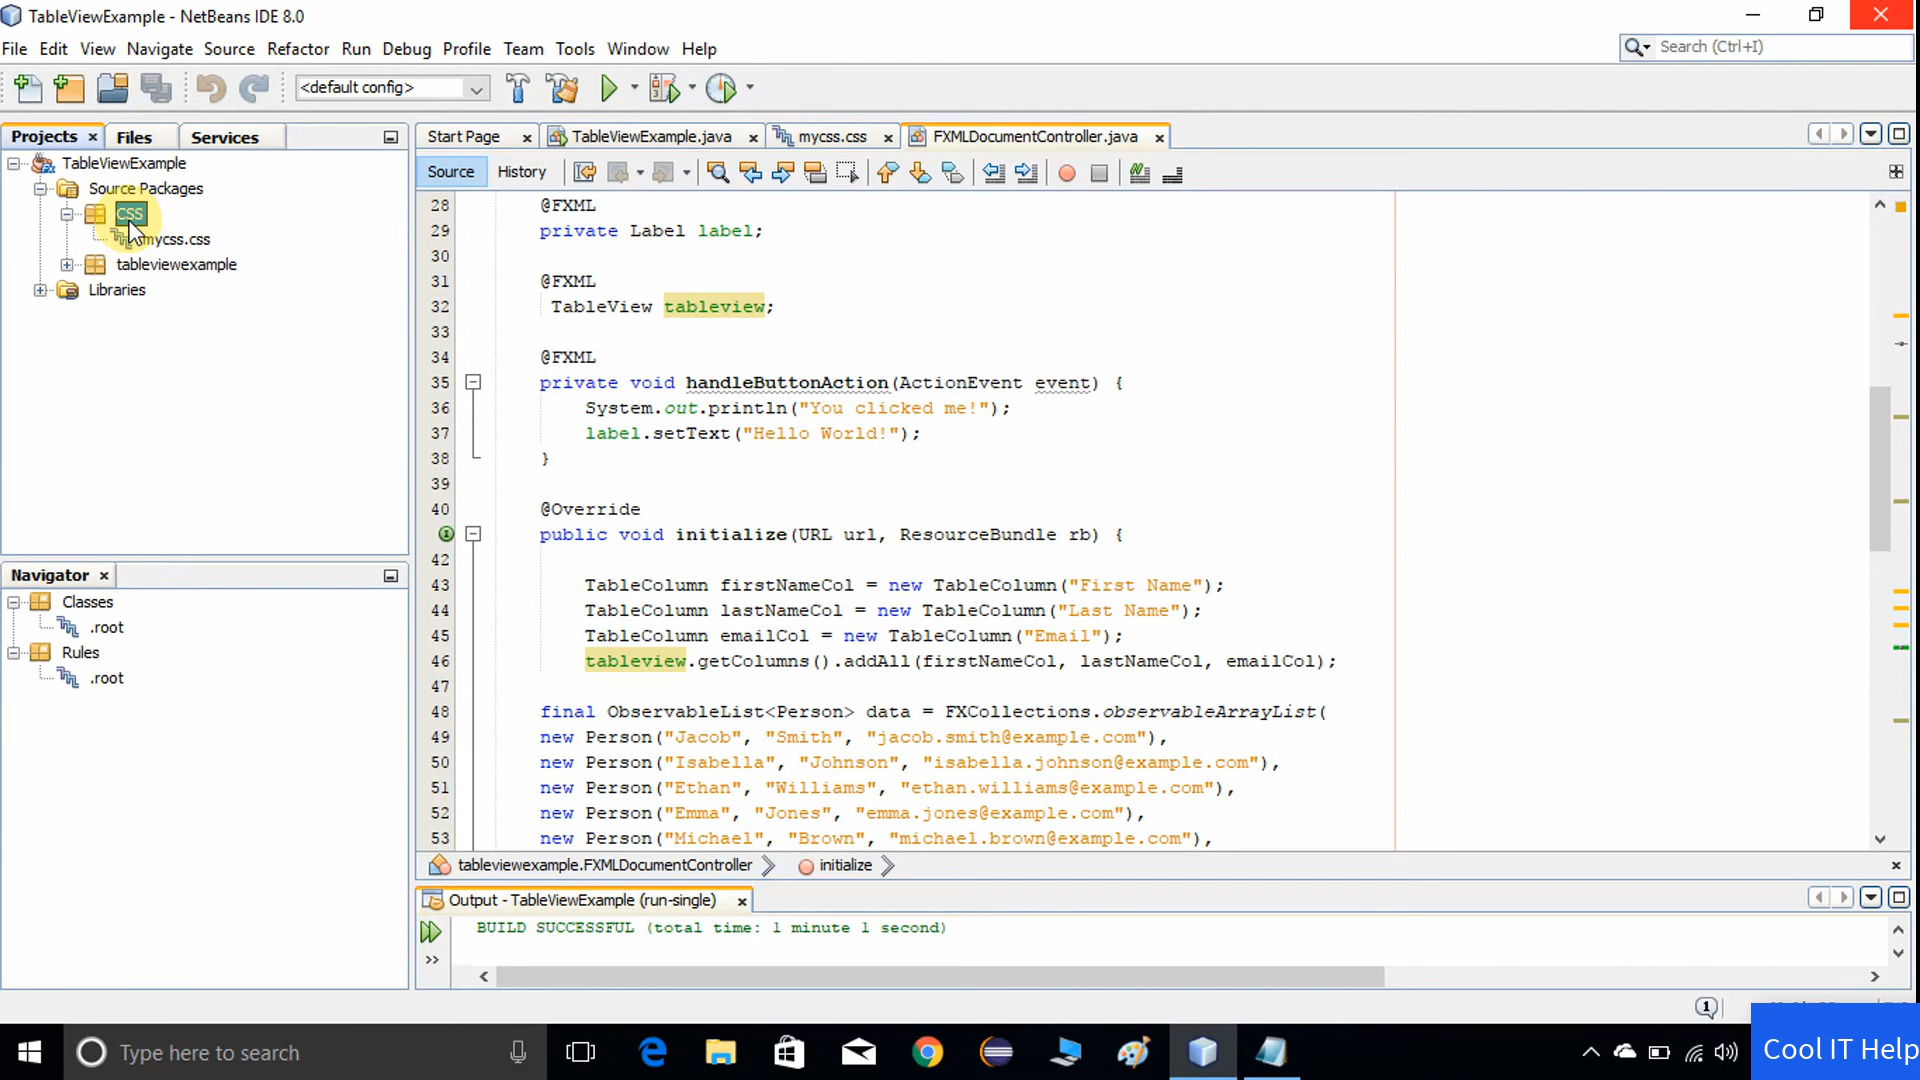 TableViewExample - NetBeans IDE 8.0
File Edit View Navigate Source Refactor Run Debug Profile Team Tools Window Help
Search (Ctrl+I)
<default config>
Projects Files Services
TableViewExample
Source Packages
CSS
mycss.css
tableviewexample
Libraries
Navigator
Classes
.root
Rules
.root
Start Page TableViewExample.java mycss.css FXMLDocumentController.java
Source History
28 @FXML
29 private Label label;
30
31 @FXML
32 TableView tableview;
33
34 @FXML
35 private void handleButtonAction(ActionEvent event) {
36 System.out.println("You clicked me!");
37 label.setText("Hello World!");
38 }
39
40 @Override
public void initialize(URL url, ResourceBundle rb) {
42
43 TableColumn firstNameCol = new TableColumn("First Name");
44 TableColumn lastNameCol = new TableColumn("Last Name");
45 TableColumn emailCol = new TableColumn("Email");
46 tableview.getColumns().addAll(firstNameCol, lastNameCol, emailCol);
47
48 final ObservableList<Person> data = FXCollections.observableArrayList(
49 new Person("Jacob", "Smith", "jacob.smith@example.com"),
50 new Person("Isabella", "Johnson", "isabella.johnson@example.com"),
51 new Person("Ethan", "Williams", "ethan.williams@example.com"),
52 new Person("Emma", "Jones", "emma.jones@example.com"),
53 new Person("Michael", "Brown", "michael.brown@example.com"),
tableviewexample.FXMLDocumentController initialize
Output - TableViewExample (run-single)
BUILD SUCCESSFUL (total time: 1 minute 1 second)
1
Type here to search
Cool IT Help